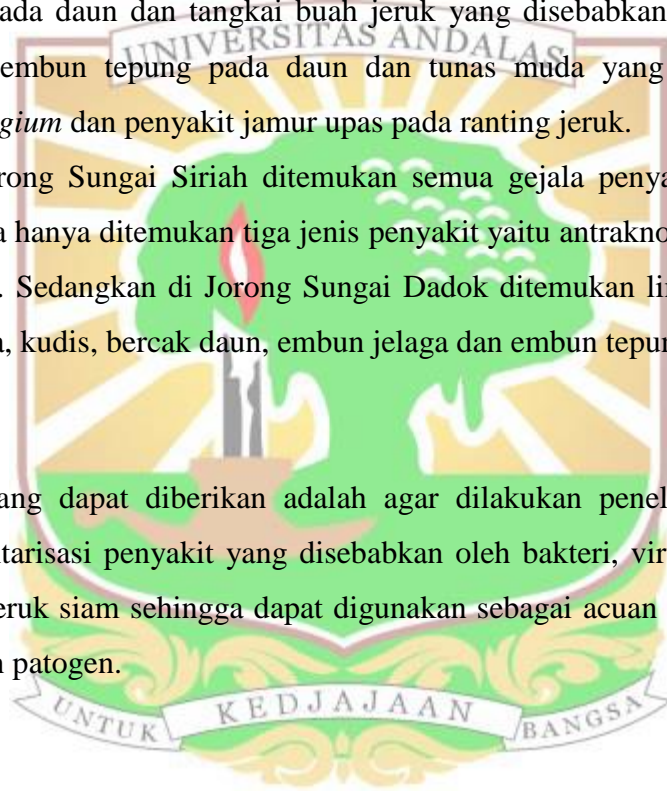 ada daun dan tangkai buah jeruk yang disebabkan
UNIVERSITAS ANDALAS
embun tepung pada daun dan tunas muda yang
gium dan penyakit jamur upas pada ranting jeruk.
rong Sungai Siriah ditemukan semua gejala penya
a hanya ditemukan tiga jenis penyakit yaitu antrakno
. Sedangkan di Jorong Sungai Dadok ditemukan li
a, kudis, bercak daun, embun jelaga dan embun tepun
ang dapat diberikan adalah agar dilakukan penel
ntarisasi penyakit yang disebabkan oleh bakteri, vir
eruk siam sehingga dapat digunakan sebagai acuan
n patogen.
UNTUK KEDJAJAAN BANGSA